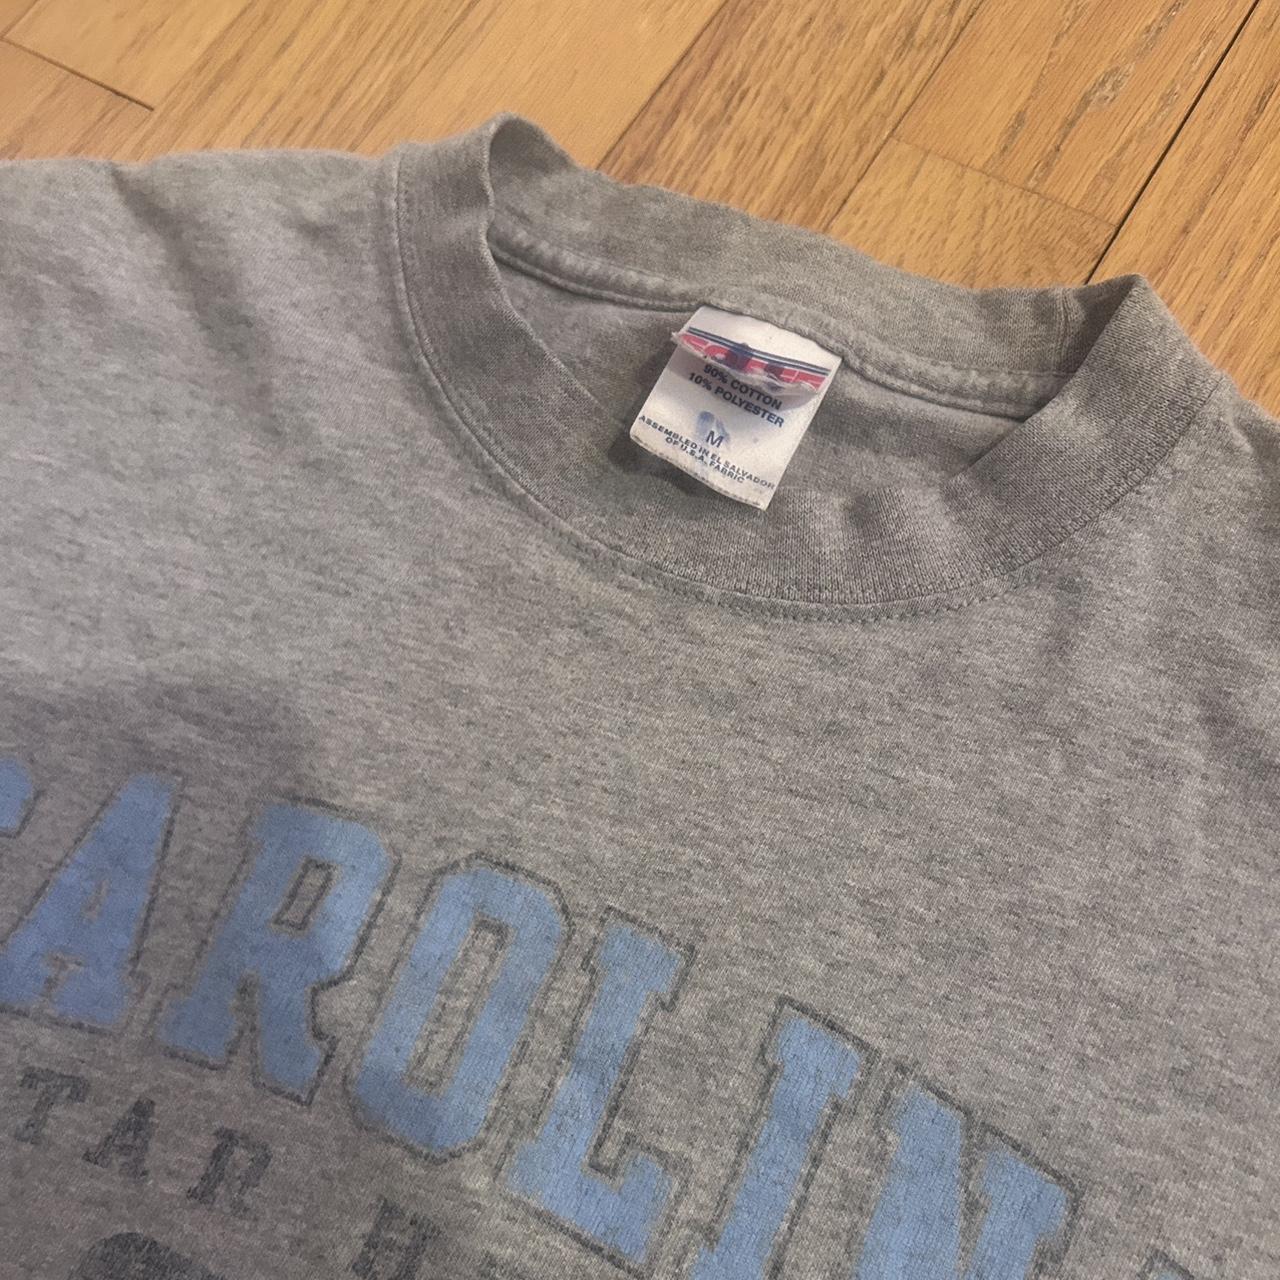 90% COTTON
10% POLYESTER
M
ASSEMBLED IN EL SALVADOR
OF U.S.A. FABRIC
CAROLIN
TAR H